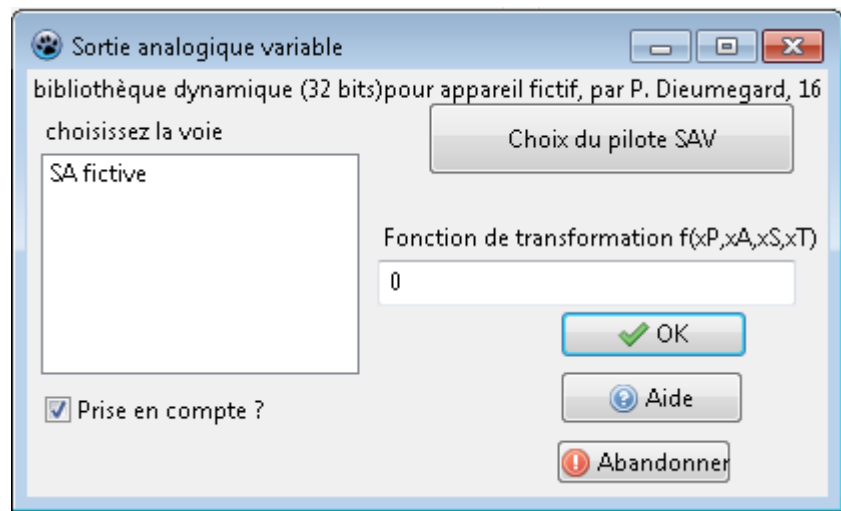 Sortie analogique variable
bibliothèque dynamique (32 bits)pour appareil fictif, par P. Dieumegard, 16
choisissez la voie
Choix du pilote SAV
SA fictive
Fonction de transformation f(xP,xA,xS,xT)
0
OK
Aide
Prise en compte ?
Abandonner